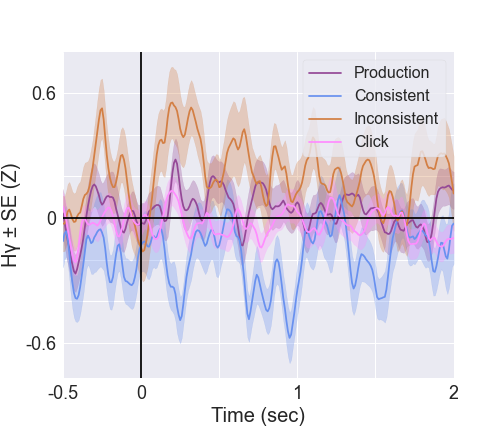 Production
Consistent
Inconsistent
Click
0.6
0
-0.6
Hγ ± SE (Z)
-0.5
0
1
2
Time (sec)